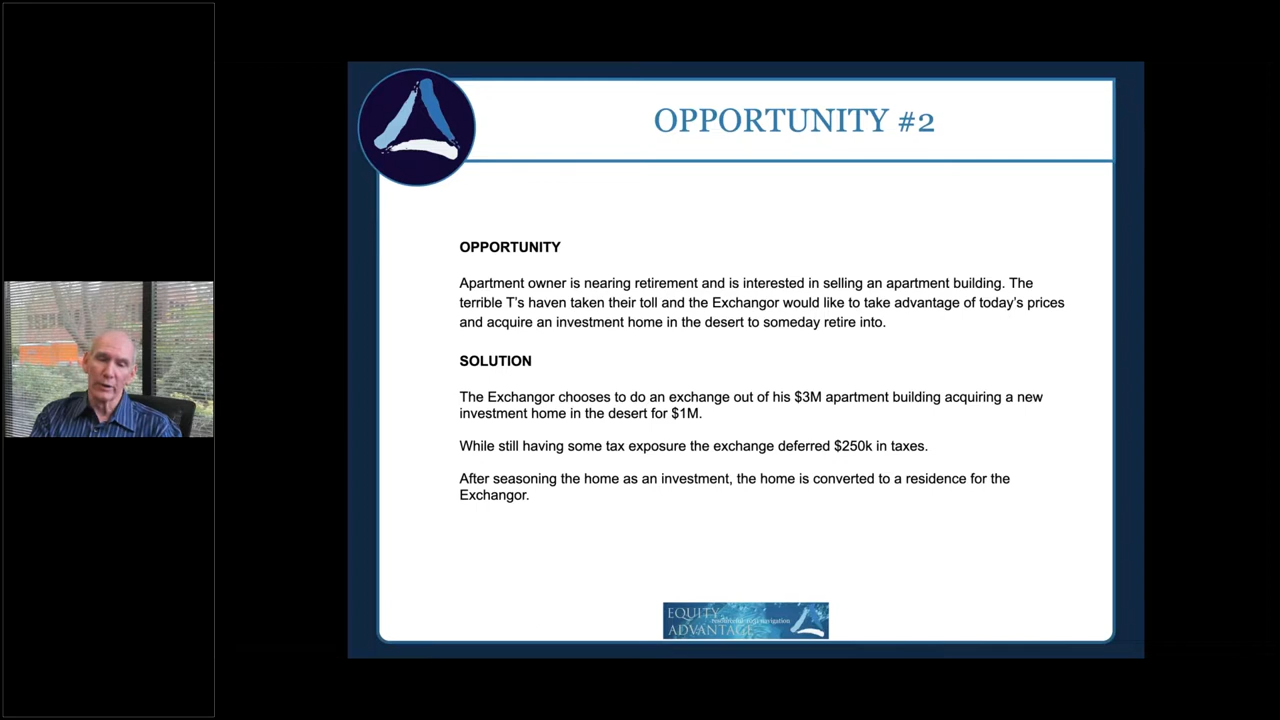 OPPORTUNITY #2
OPPORTUNITY
Apartment owner is nearing retirement and is interested in selling an apartment building. The
terrible T's haven taken their toll and the Exchangor would like to take advantage of today's prices
and acquire an investment home in the desert to someday retire into.
SOLUTION
The Exchangor chooses to do an exchange out of his $3M apartment building acquiring a new
investment home in the desert for $1M.
While still having some tax exposure the exchange deferred $250k in taxes.
After seasoning the home as an investment, the home is converted to a residence for the
Exchangor.
EQUITY
ADVANTAGE
navigation